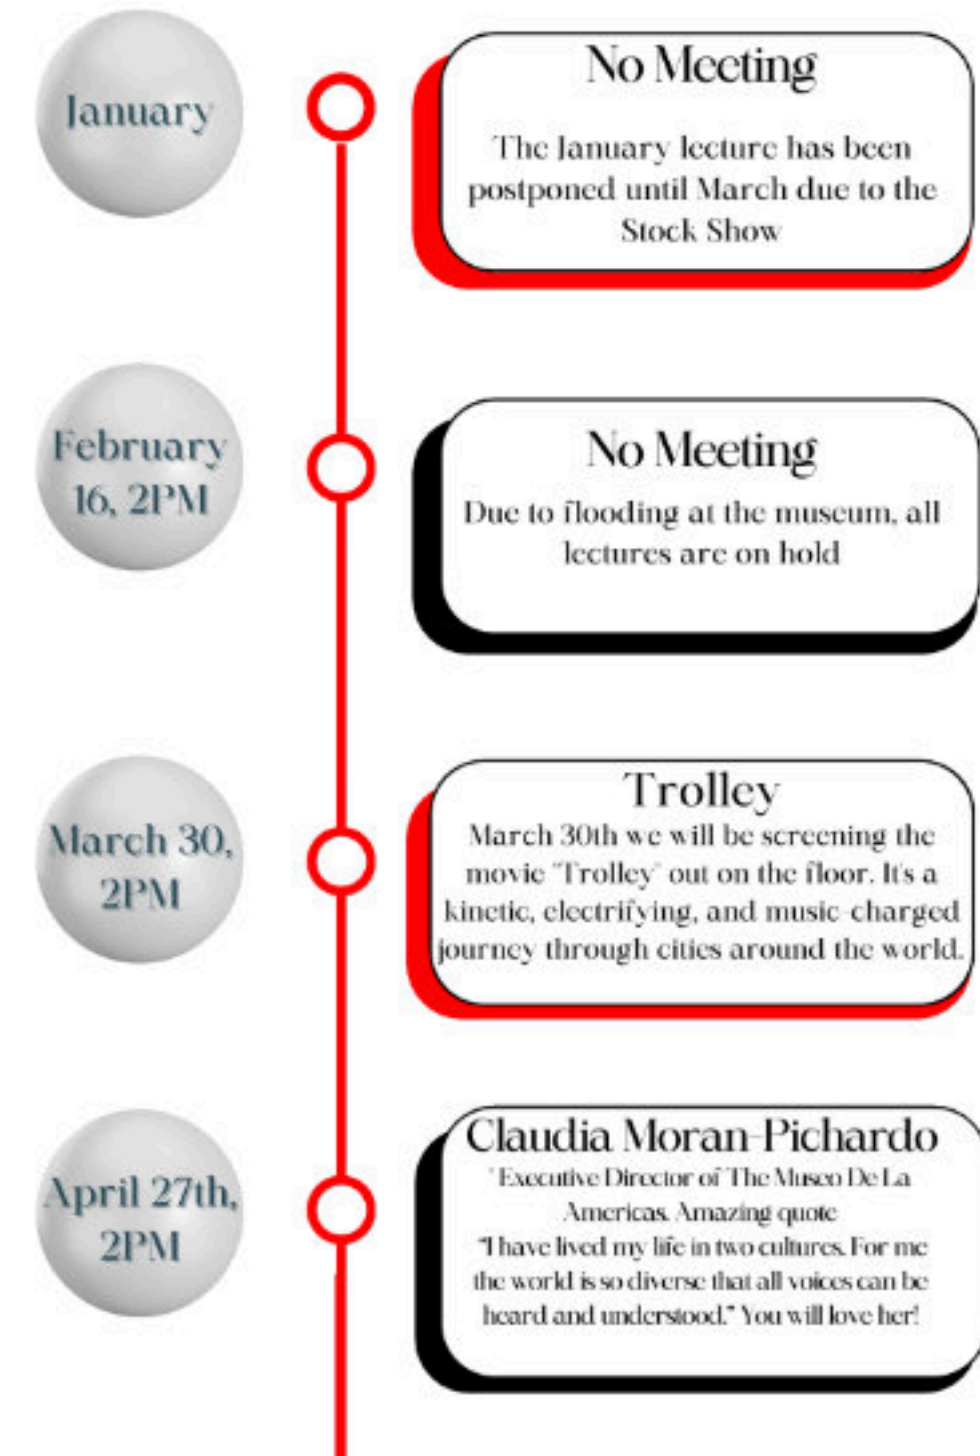 January
No Meeting
The January lecture has been
postponed until March due to the
Stock Show
February
16, 2PM
No Meeting
Due to flooding at the museum, all
lectures are on hold
March 30,
2PM
Trolley
March 30th we will be screening the
movie "Trolley" out on the floor. It's a
kinetic, electrifying, and music-charged
journey through cities around the world.
April 27th,
2PM
Claudia Moran-Pichardo
" Executive Director of The Museo De La
Americas. Amazing quote
"I have lived my life in two cultures. For me
the world is so diverse that all voices can be
heard and understood." You will love her!